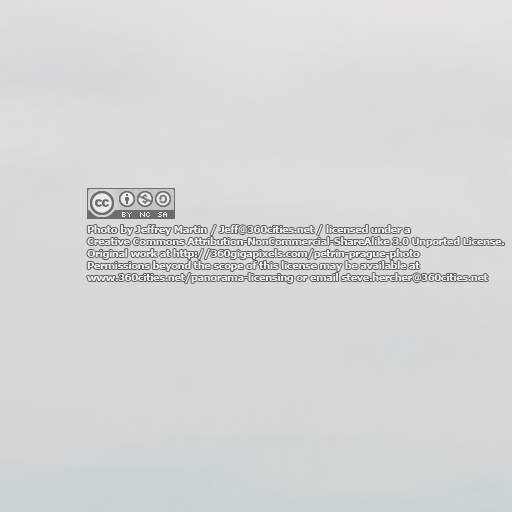 cc BY NC SA
Photo by Jeffrey Martin / Jeff@360cities.net / licensed under a
Creative Commons Attribution-NonCommercial-ShareAlike 3.0 Unported License.
Original work at http://360gigapixels.com/petrin-prague-photo
Permissions beyond the scope of this license may be available at
www.360cities.net/panorama-licensing or email steve.hercher@360cities.net